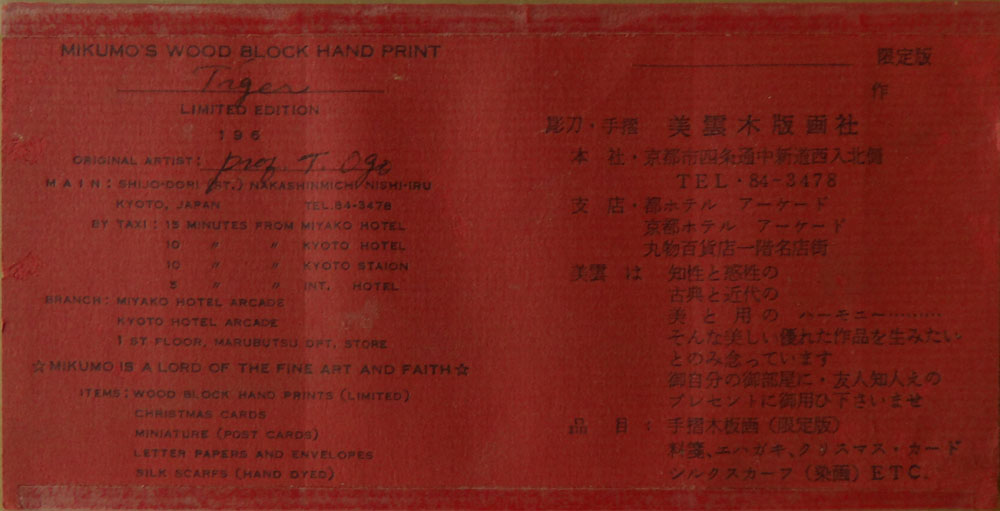 MIKUMO'S WOOD BLOCK HAND PRINT
Tiger
LIMITED EDITION
195
ORIGINAL ARTIST: prof. T. Ogi
MAIN: SHIJO-DORI (ST.) NAKASHINMICHI NISHI-IRU
KYOTO, JAPAN TEL. 84-3478
BY TAXI: 15 MINUTES FROM MIYAKO HOTEL
10 〃 〃 KYOTO HOTEL
10 〃 〃 KYOTO STAION
5 〃 〃 INT. HOTEL
BRANCH: MIYAKO HOTEL ARCADE
KYOTO HOTEL ARCADE
1 ST FLOOR, MARUBUTSU DPT. STORE
☆MIKUMO IS A LORD OF THE FINE ART AND FAITH☆
ITEMS: WOOD BLOCK HAND PRINTS (LIMITED)
CHRISTMAS CARDS
MINIATURE (POST CARDS)
LETTER PAPERS AND ENVELOPES
SILK SCARFS (HAND DYED)
限定版
作
彫刀・手摺 美雲木版画社
本社・京都市四条通中新道西入北側
TEL・84-3478
支店・都ホテル アーケード
京都ホテル アーケード
丸物百貨店一階名店街
美雲は 知性と感性の
古典と近代の
美と用の ハーモニー………
そんな美しい優れた作品を生みたい
とのみ念っています
御自分の御部屋に・友人知人えの
プレゼントに御用ひ下さいませ
品目: 手摺木板画(限定版)
料箋、エハガキ、クリスマス・カード
シルクスカーフ(染画) ETC.